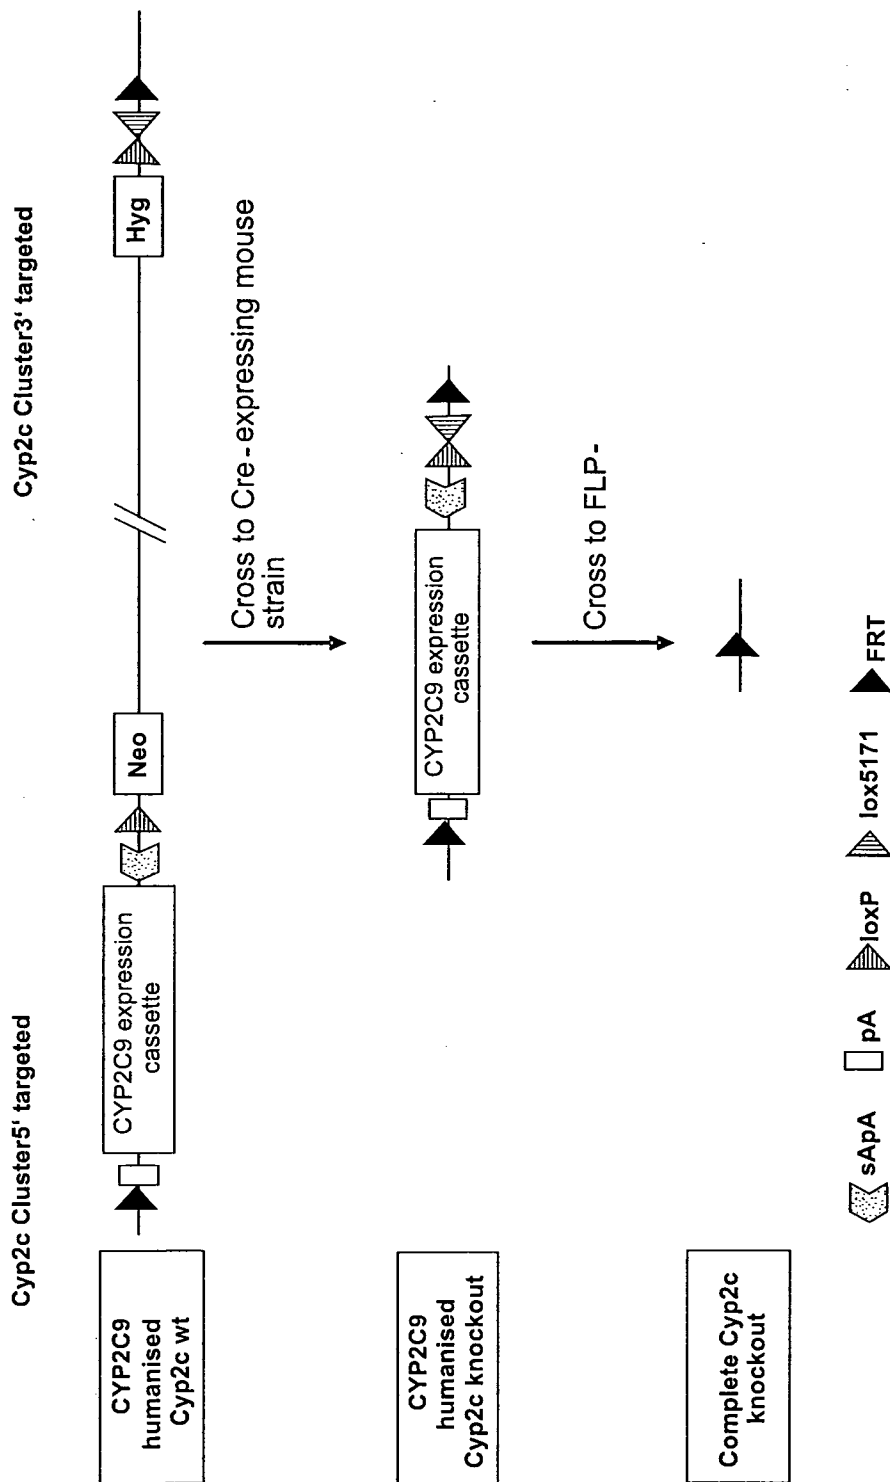 Cyp2c Cluster5' targeted
Cyp2c Cluster3' targeted
CYP2C9
humanised
Cyp2c wt
CYP2C9 expression
cassette
Neo
Hyg
Cross to Cre-expressing mouse
strain
CYP2C9
humanised
Cyp2c knockout
CYP2C9 expression
cassette
Cross to FLP-
Complete Cyp2c
knockout
sApA
pA
loxP
lox5171
FRT